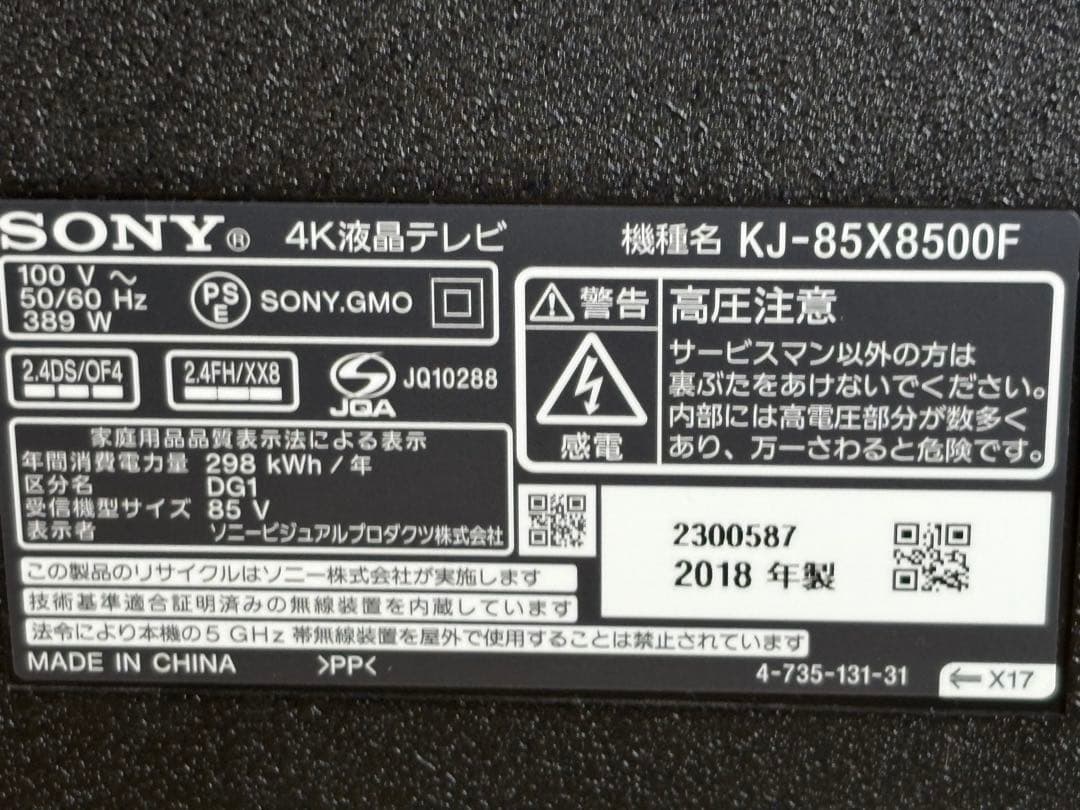 SONY® 4K液晶テレビ 機種名 KJ-85X8500F
100 V ～
50/60 Hz
389 W
PS
E
SONY.GMO
2.4DS/OF4
2.4FH/XX8
JQA
JQ10288
家庭用品品質表示法による表示
年間消費電力量 298 kWh / 年
区分名 DG1
受信機型サイズ 85 V
表示者 ソニービジュアルプロダクツ株式会社
警告
感電
高圧注意
サービスマン以外の方は
裏ぶたをあけないでください。
内部には高電圧部分が数多く
あり、万一さわると危険です。
2300587
2018 年製
この製品のリサイクルはソニー株式会社が実施します
技術基準適合証明済みの無線装置を内蔵しています
法令により本機の5 GHz 帯無線装置を屋外で使用することは禁止されています
MADE IN CHINA >PP< 4-735-131-31 ←X17